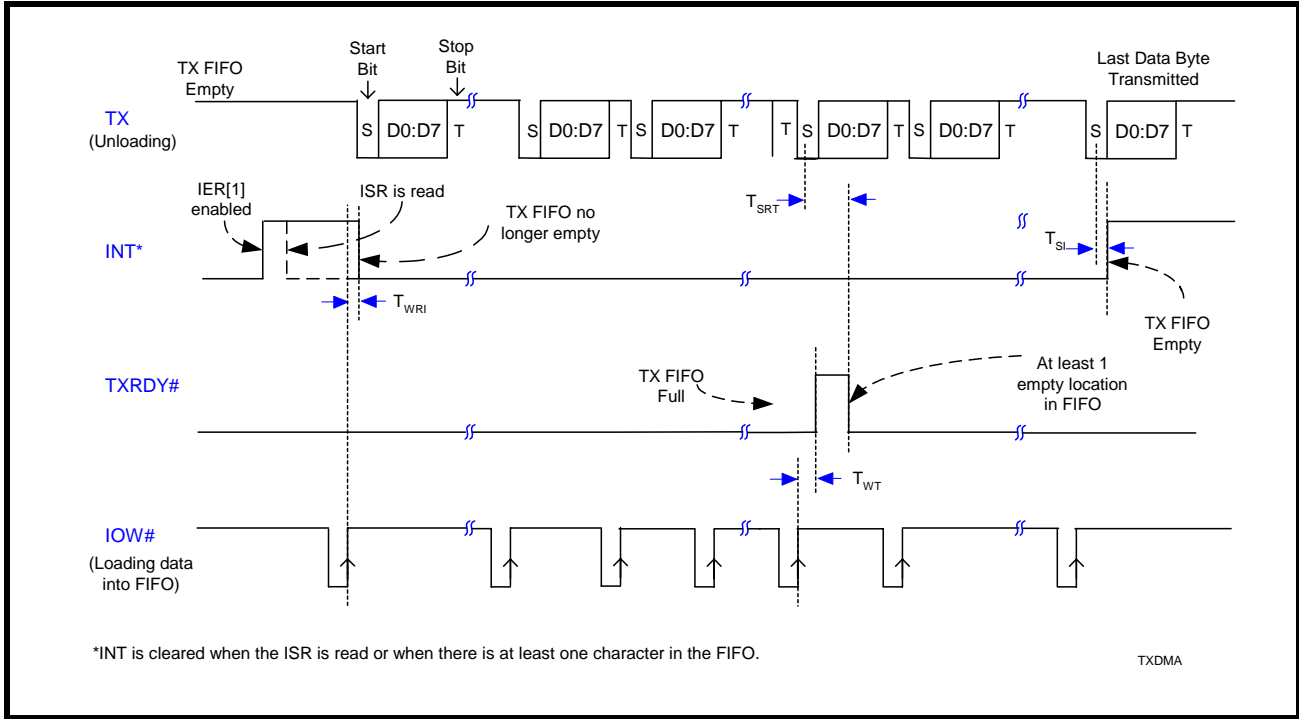 TX FIFO
Empty
Start
Bit
Stop
Bit
Last Data Byte
Transmitted
TX
(Unloading)
S D0:D7 T S D0:D7 T S D0:D7 T T S D0:D7 T S D0:D7 T S D0:D7 T
IER[1]
enabled
ISR is read
TX FIFO no
longer empty
TSRT
INT*
TSI
TWRI
TX FIFO
Empty
TXRDY#
TX FIFO
Full
At least 1
empty location
in FIFO
TWT
IOW#
(Loading data
into FIFO)
*INT is cleared when the ISR is read or when there is at least one character in the FIFO.
TXDMA